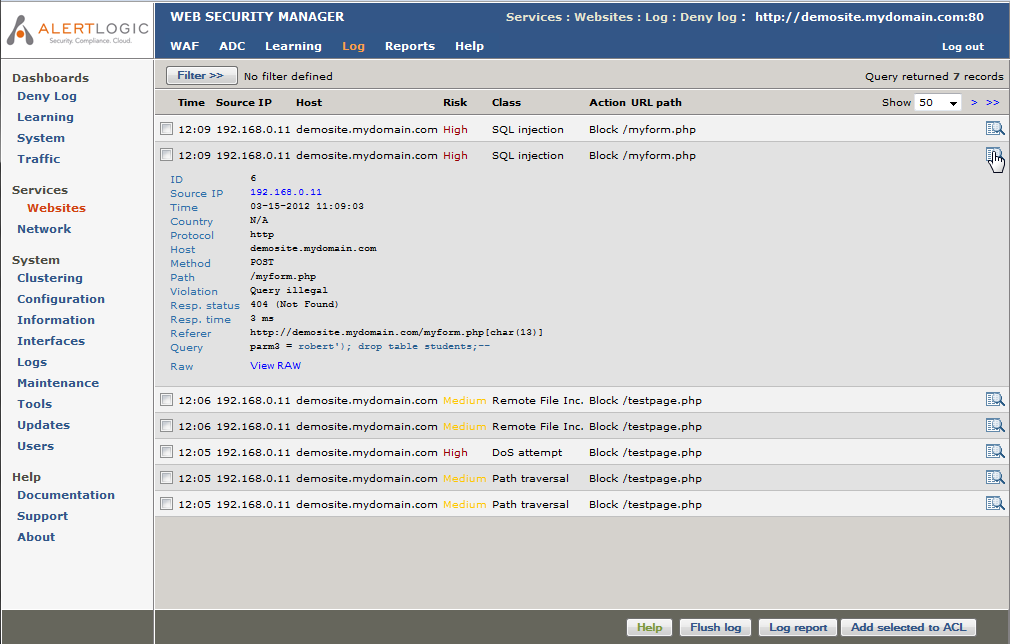 ALERTLOGIC
Security. Compliance. Cloud.
WEB SECURITY MANAGER
Services : Websites : Log : Deny log : http://demosite.mydomain.com:80
WAF ADC Learning Log Reports Help Log out
Dashboards
Deny Log
Learning
System
Traffic
Services
Websites
Network
System
Clustering
Configuration
Information
Interfaces
Logs
Maintenance
Tools
Updates
Users
Help
Documentation
Support
About
Filter >> No filter defined Query returned 7 records
Time Source IP Host Risk Class Action URL path Show 50 > >>
12:09 192.168.0.11 demosite.mydomain.com High SQL injection Block /myform.php
12:09 192.168.0.11 demosite.mydomain.com High SQL injection Block /myform.php
ID 6
Source IP 192.168.0.11
Time 03-15-2012 11:09:03
Country N/A
Protocol http
Host demosite.mydomain.com
Method POST
Path /myform.php
Violation Query illegal
Resp. status 404 (Not Found)
Resp. time 3 ms
Referer http://demosite.mydomain.com/myform.php[char(13)]
Query parm3 = robert'); drop table students;--
Raw View RAW
12:06 192.168.0.11 demosite.mydomain.com Medium Remote File Inc. Block /testpage.php
12:06 192.168.0.11 demosite.mydomain.com Medium Remote File Inc. Block /testpage.php
12:05 192.168.0.11 demosite.mydomain.com High DoS attempt Block /testpage.php
12:05 192.168.0.11 demosite.mydomain.com Medium Path traversal Block /testpage.php
12:05 192.168.0.11 demosite.mydomain.com Medium Path traversal Block /testpage.php
Help Flush log Log report Add selected to ACL